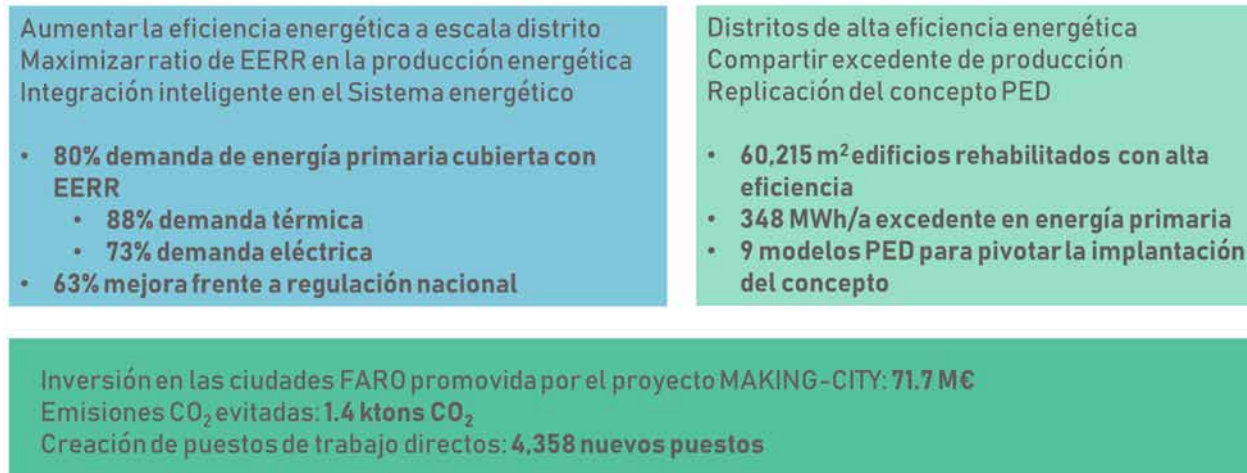 Aumentar la eficiencia energética a escala distrito
Maximizar ratio de EERR en la producción energética
Integración inteligente en el Sistema energético
• 80% demanda de energía primaria cubierta con
EERR
• 88% demanda térmica
• 73% demanda eléctrica
• 63% mejora frente a regulación nacional
Distritos de alta eficiencia energética
Compartir excedente de producción
Replicación del concepto PED
• 60,215 m² edificios rehabilitados con alta
eficiencia
• 348 MWh/a excedente en energía primaria
• 9 modelos PED para pivotar la implantación
del concepto
Inversión en las ciudades FARO promovida por el proyecto MAKING-CITY: 71.7 M€
Emisiones CO₂ evitadas: 1.4 ktons CO₂
Creación de puestos de trabajo directos: 4,358 nuevos puestos